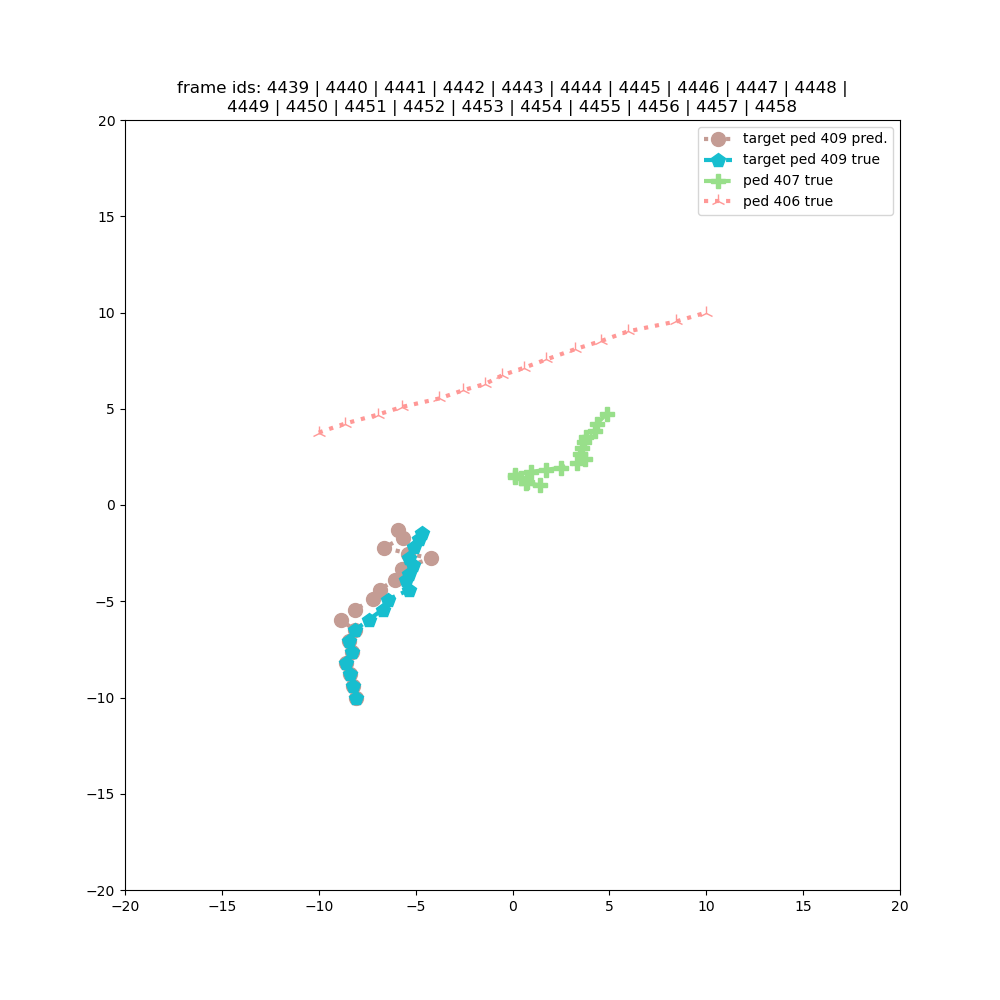 frame ids: 4439 | 4440 | 4441 | 4442 | 4443 | 4444 | 4445 | 4446 | 4447 | 4448 |
4449 | 4450 | 4451 | 4452 | 4453 | 4454 | 4455 | 4456 | 4457 | 4458
target ped 409 pred.
target ped 409 true
ped 407 true
ped 406 true
20
15
10
5
0
−5
−10
−15
−20
−20 −15 −10 −5 0 5 10 15 20